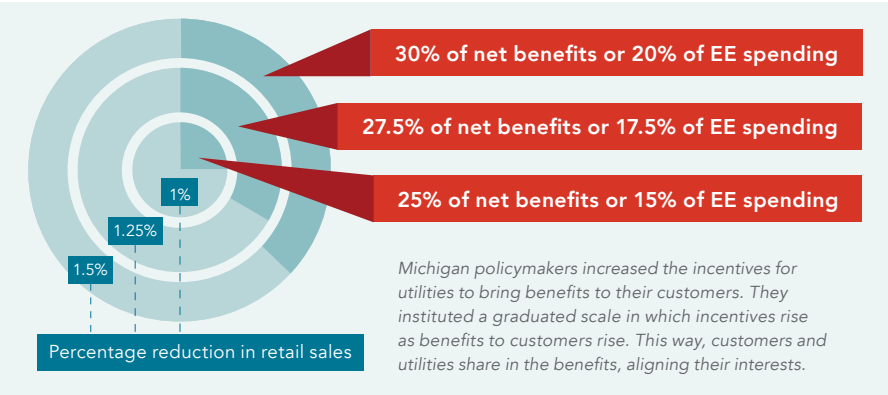 30% of net benefits or 20% of EE spending
27.5% of net benefits or 17.5% of EE spending
25% of net benefits or 15% of EE spending
1%
1.25%
1.5%
Percentage reduction in retail sales
Michigan policymakers increased the incentives for
utilities to bring benefits to their customers. They
instituted a graduated scale in which incentives rise
as benefits to customers rise. This way, customers and
utilities share in the benefits, aligning their interests.